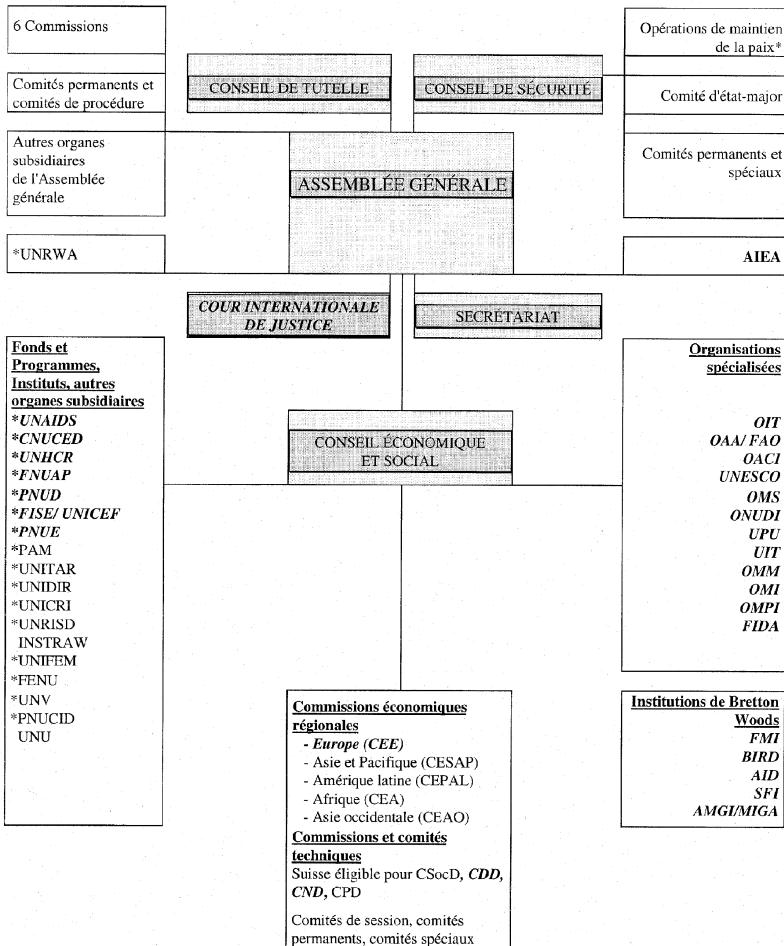 6 Commissions
Comités permanents et
comités de procédure
Autres organes
subsidiaires
de l'Assemblée
générale
*UNRWA
CONSEIL DE TUTELLE
CONSEIL DE SÉCURITÉ
Opérations de maintien
de la paix*
Comité d'état-major
Comités permanents et
spéciaux
AIEA
ASSEMBLÉE GÉNÉRALE
COUR INTERNATIONALE
DE JUSTICE
SECRÉTARIAT
Fonds et
Programmes,
Instituts, autres
organes subsidiaires
*UNAIDS
*CNUCED
*UNHCR
*FNUAP
*PNUD
*FISE/ UNICEF
*PNUE
*PAM
*UNITAR
*UNIDIR
*UNICRI
*UNRISD
INSTRAW
*UNIFEM
*FENU
*UNV
*PNUCID
UNU
CONSEIL ÉCONOMIQUE
ET SOCIAL
Organisations
spécialisées
OIT
OAA/ FAO
OACI
UNESCO
OMS
ONUDI
UPU
UIT
OMM
OMI
OMPI
FIDA
Commissions économiques
régionales
- Europe (CEE)
- Asie et Pacifique (CESAP)
- Amérique latine (CEPAL)
- Afrique (CEA)
- Asie occidentale (CEAO)
Commissions et comités
techniques
Suisse éligible pour CSocD, CDD,
CND, CPD
Comités de session, comités
permanents, comités spéciaux
Institutions de Bretton
Woods
FMI
BIRD
AID
SFI
AMGI/MIGA